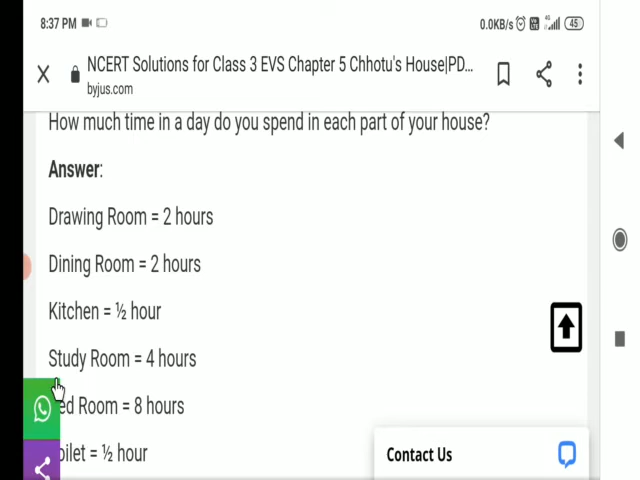 8:37 PM 0.0KB/s 4G 45
NCERT Solutions for Class 3 EVS Chapter 5 Chhotu's House|PD...
byjus.com
How much time in a day do you spend in each part of your house?
Answer:
Drawing Room = 2 hours
Dining Room = 2 hours
Kitchen = ½ hour
Study Room = 4 hours
ed Room = 8 hours
oilet = ½ hour
Contact Us